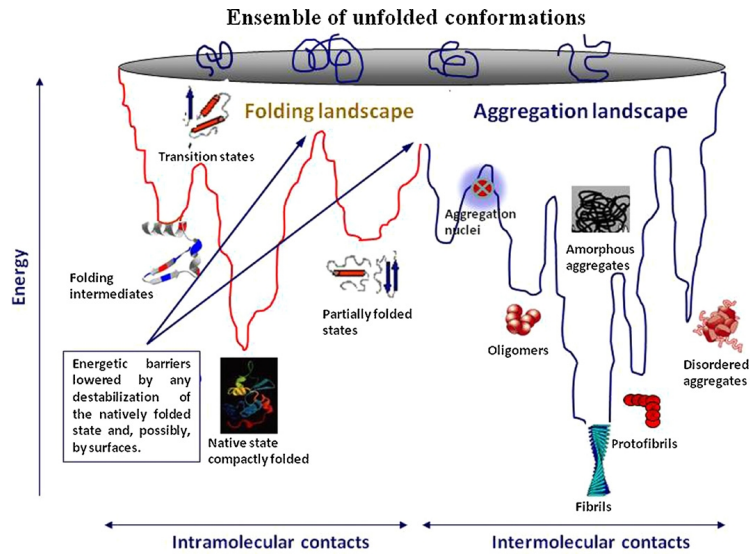 Ensemble of unfolded conformations
Folding landscape
Aggregation landscape
Transition states
Aggregation
nuclei
Amorphous
aggregates
Folding
intermediates
Partially folded
states
Oligomers
Disordered
aggregates
Energy
Energetic barriers
lowered by any
destabilization of
the natively folded
state and, possibly,
by surfaces.
Native state
compactly folded
Protofibrils
Fibrils
Intramolecular contacts
Intermolecular contacts